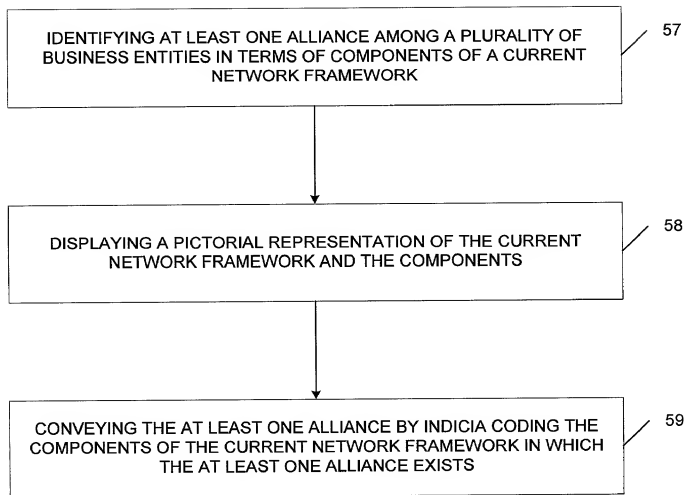 IDENTIFYING AT LEAST ONE ALLIANCE AMONG A PLURALITY OF
BUSINESS ENTITIES IN TERMS OF COMPONENTS OF A CURRENT
NETWORK FRAMEWORK
57
DISPLAYING A PICTORIAL REPRESENTATION OF THE CURRENT
NETWORK FRAMEWORK AND THE COMPONENTS
58
CONVEYING THE AT LEAST ONE ALLIANCE BY INDICIA CODING THE
COMPONENTS OF THE CURRENT NETWORK FRAMEWORK IN WHICH
THE AT LEAST ONE ALLIANCE EXISTS
59